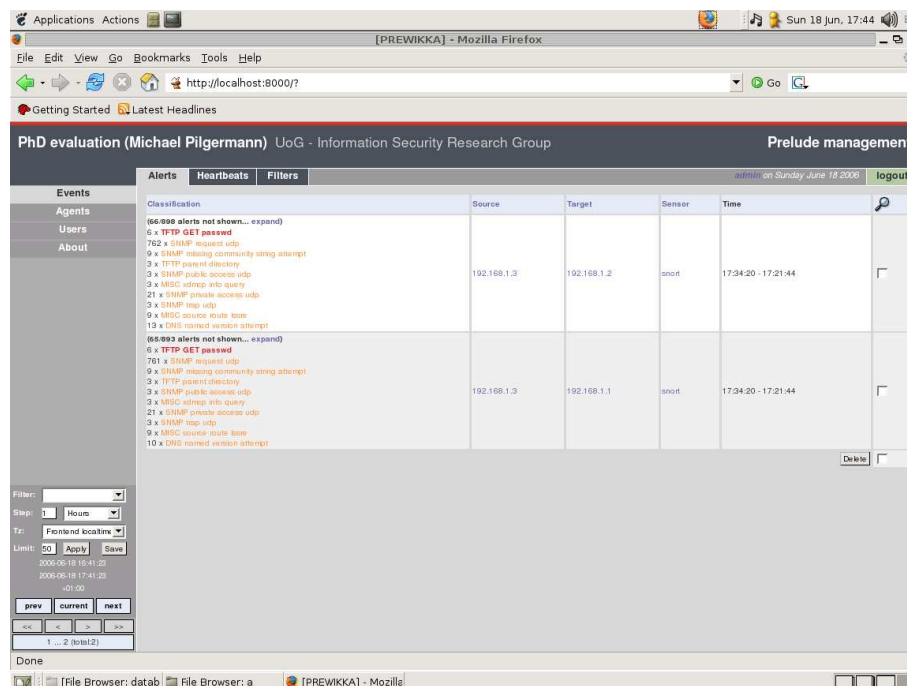 Applications Actions Sun 18 Jun, 17:44
[PREWIKKA] - Mozilla Firefox
File Edit View Go Bookmarks Tools Help
http://localhost:8000/? Go
Getting Started Latest Headlines
PhD evaluation (Michael Pilgermann) UoG - Information Security Research Group Prelude managemen
Alerts Heartbeats Filters admin on Sunday June 18 2006 logout
Events
Agents
Users
About
Classification Source Target Sensor Time
(66/898 alerts not shown... expand)
6 x TFTP GET passwd
762 x SNMP request udp
9 x SNMP missing community string attempt
3 x TFTP parent directory
3 x SNMP public access udp
3 x MISC xdmcp info query
21 x SNMP private access udp
3 x SNMP trap udp
9 x MISC source route lssre
13 x DNS named version attempt
192.168.1.3 192.168.1.2 snort 17:34:20 - 17:21:44
(65/893 alerts not shown... expand)
6 x TFTP GET passwd
761 x SNMP request udp
9 x SNMP missing community string attempt
3 x TFTP parent directory
3 x SNMP public access udp
3 x MISC xdmcp info query
21 x SNMP private access udp
3 x SNMP trap udp
9 x MISC source route lssre
10 x DNS named version attempt
192.168.1.3 192.168.1.1 snort 17:34:20 - 17:21:44
Delete
Filter:
Step: 1 Hours
Tz: Frontend localtime
Limit: 50 Apply Save
2006-06-18 16:41:23
2006-06-18 17:41:23
+01:00
prev current next
<< < > >>
1 ... 2 (total:2)
Done
[File Browser: datab File Browser: a [PREWIKKA] - Mozilla